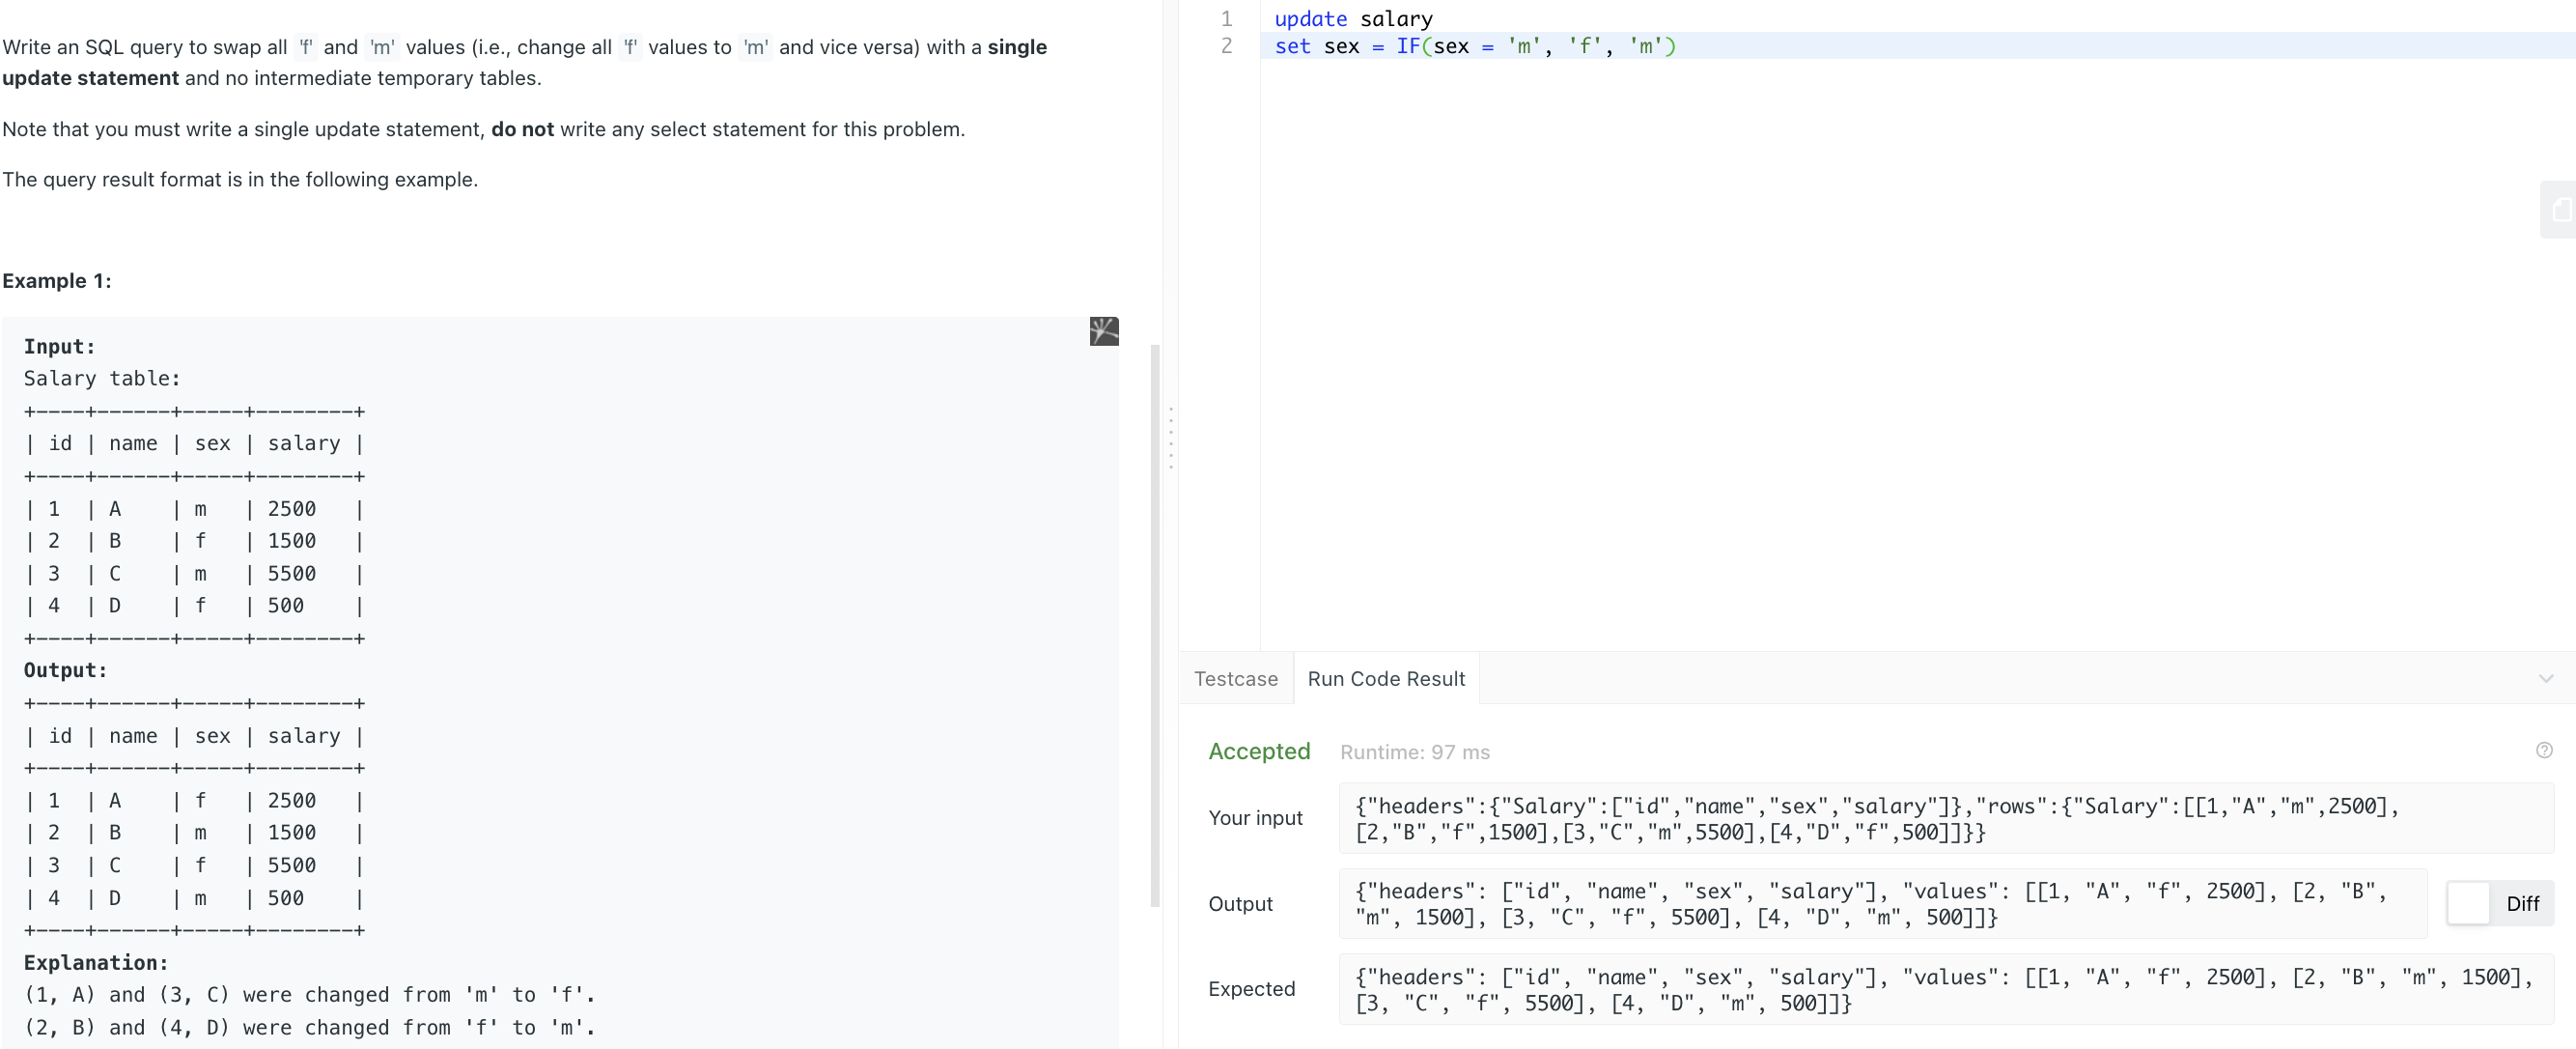 Write an SQL query to swap all 'f' and 'm' values (i.e., change all 'f' values to 'm' and vice versa) with a single
update statement and no intermediate temporary tables.
Note that you must write a single update statement, do not write any select statement for this problem.
The query result format is in the following example.
Example 1:
Input:
Salary table:
+----+------+-----+--------+
| id | name | sex | salary |
+----+------+-----+--------+
| 1  | A    | m   | 2500   |
| 2  | B    | f   | 1500   |
| 3  | C    | m   | 5500   |
| 4  | D    | f   | 500    |
+----+------+-----+--------+
Output:
+----+------+-----+--------+
| id | name | sex | salary |
+----+------+-----+--------+
| 1  | A    | f   | 2500   |
| 2  | B    | m   | 1500   |
| 3  | C    | f   | 5500   |
| 4  | D    | m   | 500    |
+----+------+-----+--------+
Explanation:
(1, A) and (3, C) were changed from 'm' to 'f'.
(2, B) and (4, D) were changed from 'f' to 'm'.
1 update salary
2 set sex = IF(sex = 'm', 'f', 'm')
Testcase Run Code Result
Accepted Runtime: 97 ms
Your input
{"headers":{"Salary":["id","name","sex","salary"]},"rows":{"Salary":[[1,"A","m",2500],
[2,"B","f",1500],[3,"C","m",5500],[4,"D","f",500]]}}
Output
{"headers": ["id", "name", "sex", "salary"], "values": [[1, "A", "f", 2500], [2, "B",
"m", 1500], [3, "C", "f", 5500], [4, "D", "m", 500]]}
Diff
Expected
{"headers": ["id", "name", "sex", "salary"], "values": [[1, "A", "f", 2500], [2, "B", "m", 1500],
[3, "C", "f", 5500], [4, "D", "m", 500]]}